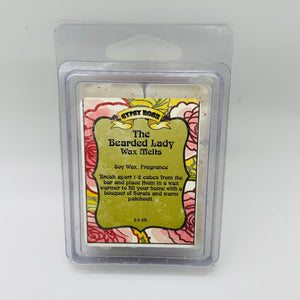 GYPSY ROSE
The
Bearded Lady
Wax Melts
Soy Wax, Fragrance
Break apart 1-2 cubes from the
bar and place them in a wax
warmer to fill your home with a
bouquet of florals and warm
patchouli.
OZ.